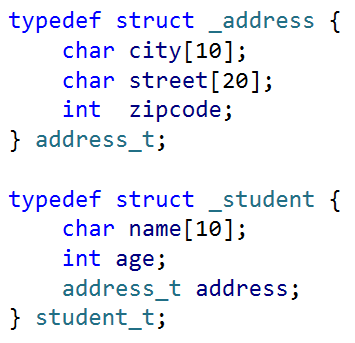 typedef struct _address {
    char city[10];
    char street[20];
    int  zipcode;
} address_t;

typedef struct _student {
    char name[10];
    int age;
    address_t address;
} student_t;